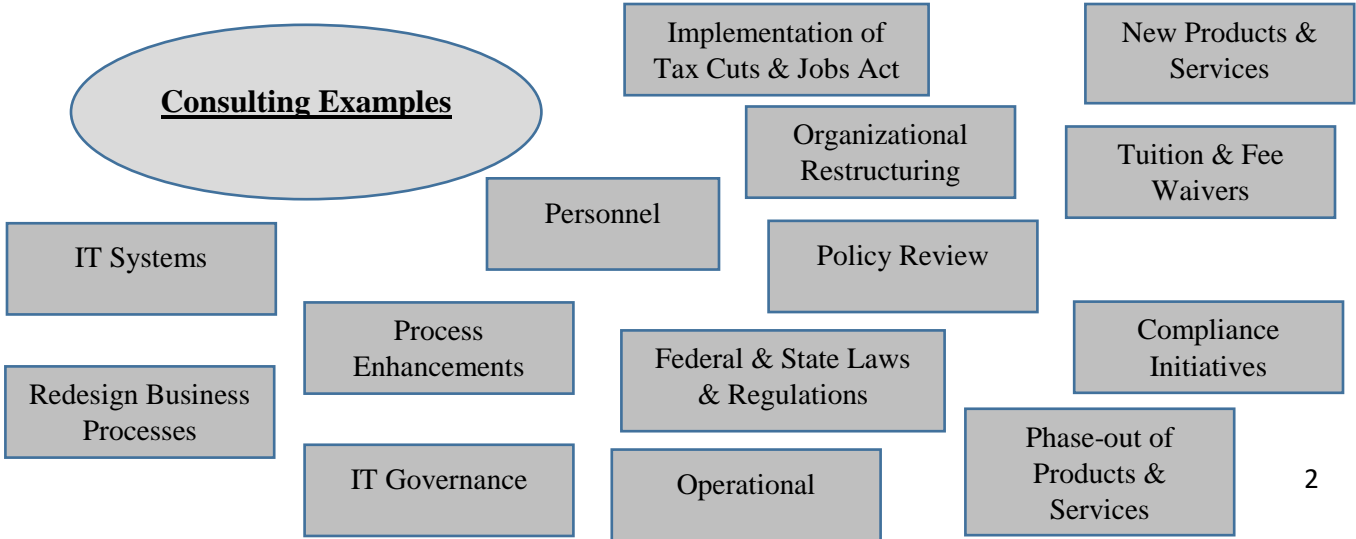 Consulting Examples
Implementation of
Tax Cuts & Jobs Act
New Products &
Services
Organizational
Restructuring
Tuition & Fee
Waivers
Personnel
IT Systems
Policy Review
Process
Enhancements
Federal & State Laws
& Regulations
Compliance
Initiatives
Redesign Business
Processes
IT Governance
Operational
Phase-out of
Products &
Services
2